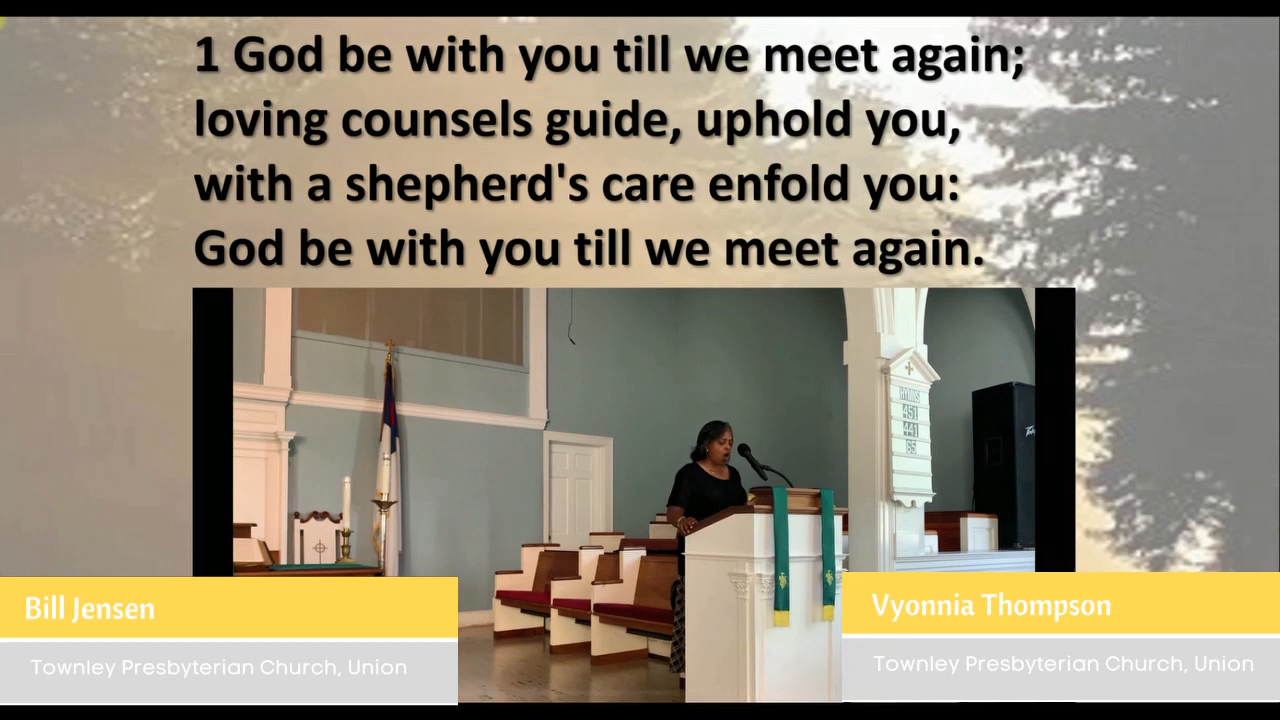 1 God be with you till we meet again;
loving counsels guide, uphold you,
with a shepherd's care enfold you:
God be with you till we meet again.
HYMNS
451
441
65
Bill Jensen
Townley Presbyterian Church, Union
Vyonnia Thompson
Townley Presbyterian Church, Union